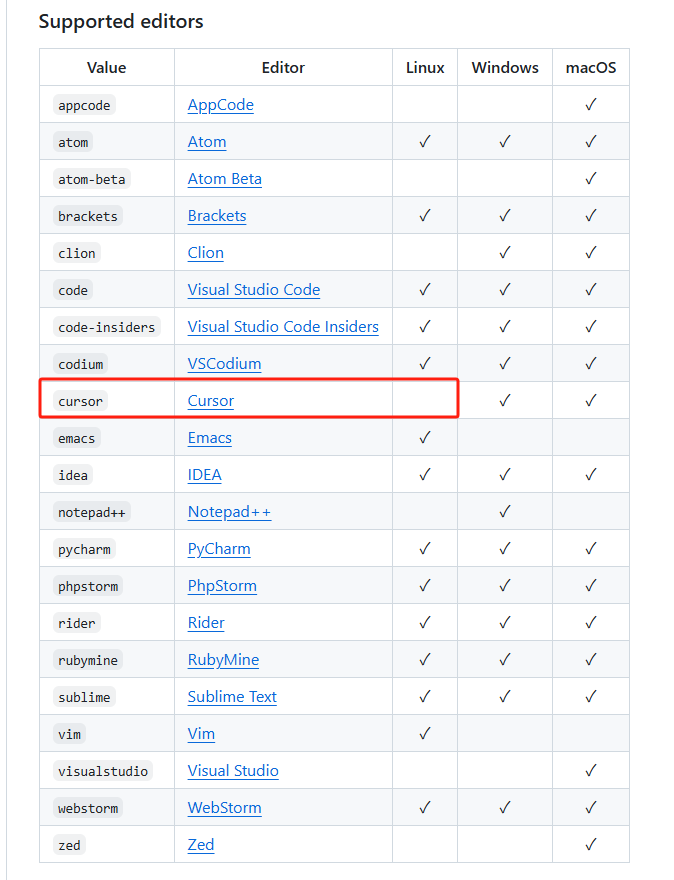 Supported editors
Value Editor Linux Windows macOS
appcode AppCode ✓
atom Atom ✓ ✓ ✓
atom-beta Atom Beta ✓
brackets Brackets ✓ ✓ ✓
clion Clion ✓ ✓
code Visual Studio Code ✓ ✓ ✓
code-insiders Visual Studio Code Insiders ✓ ✓ ✓
codium VSCodium ✓ ✓ ✓
cursor Cursor ✓ ✓
emacs Emacs ✓
idea IDEA ✓ ✓ ✓
notepad++ Notepad++ ✓
pycharm PyCharm ✓ ✓ ✓
phpstorm PhpStorm ✓ ✓ ✓
rider Rider ✓ ✓ ✓
rubymine RubyMine ✓ ✓ ✓
sublime Sublime Text ✓ ✓ ✓
vim Vim ✓
visualstudio Visual Studio ✓
webstorm WebStorm ✓ ✓ ✓
zed Zed ✓